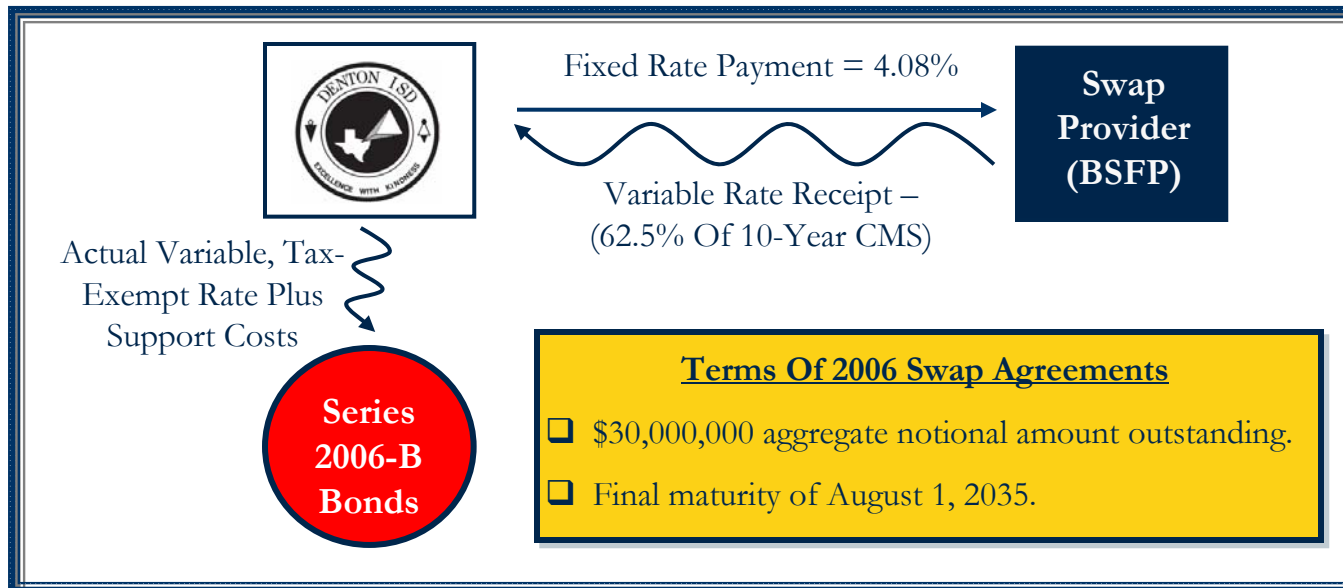 DENTON ISD
EXCELLENCE WITH KINDNESS
Fixed Rate Payment = 4.08%
Swap
Provider
(BSFP)
Variable Rate Receipt –
(62.5% Of 10-Year CMS)
Actual Variable, Tax-
Exempt Rate Plus
Support Costs
Series
2006-B
Bonds
Terms Of 2006 Swap Agreements
❑ $30,000,000 aggregate notional amount outstanding.
❑ Final maturity of August 1, 2035.